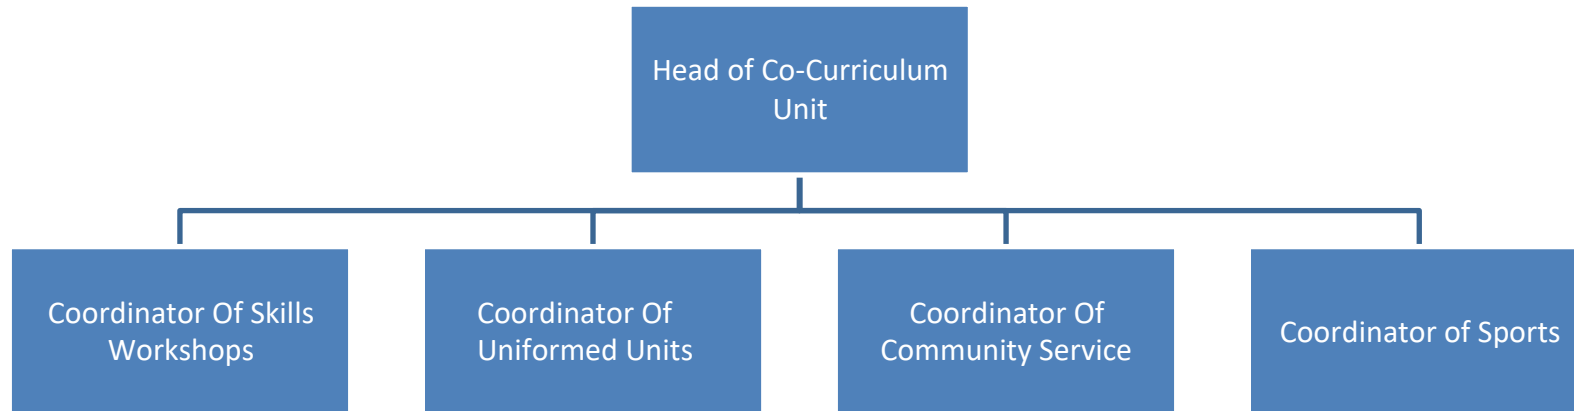 Head of Co-Curriculum
Unit
Coordinator Of Skills
Workshops
Coordinator Of
Uniformed Units
Coordinator Of
Community Service
Coordinator of Sports